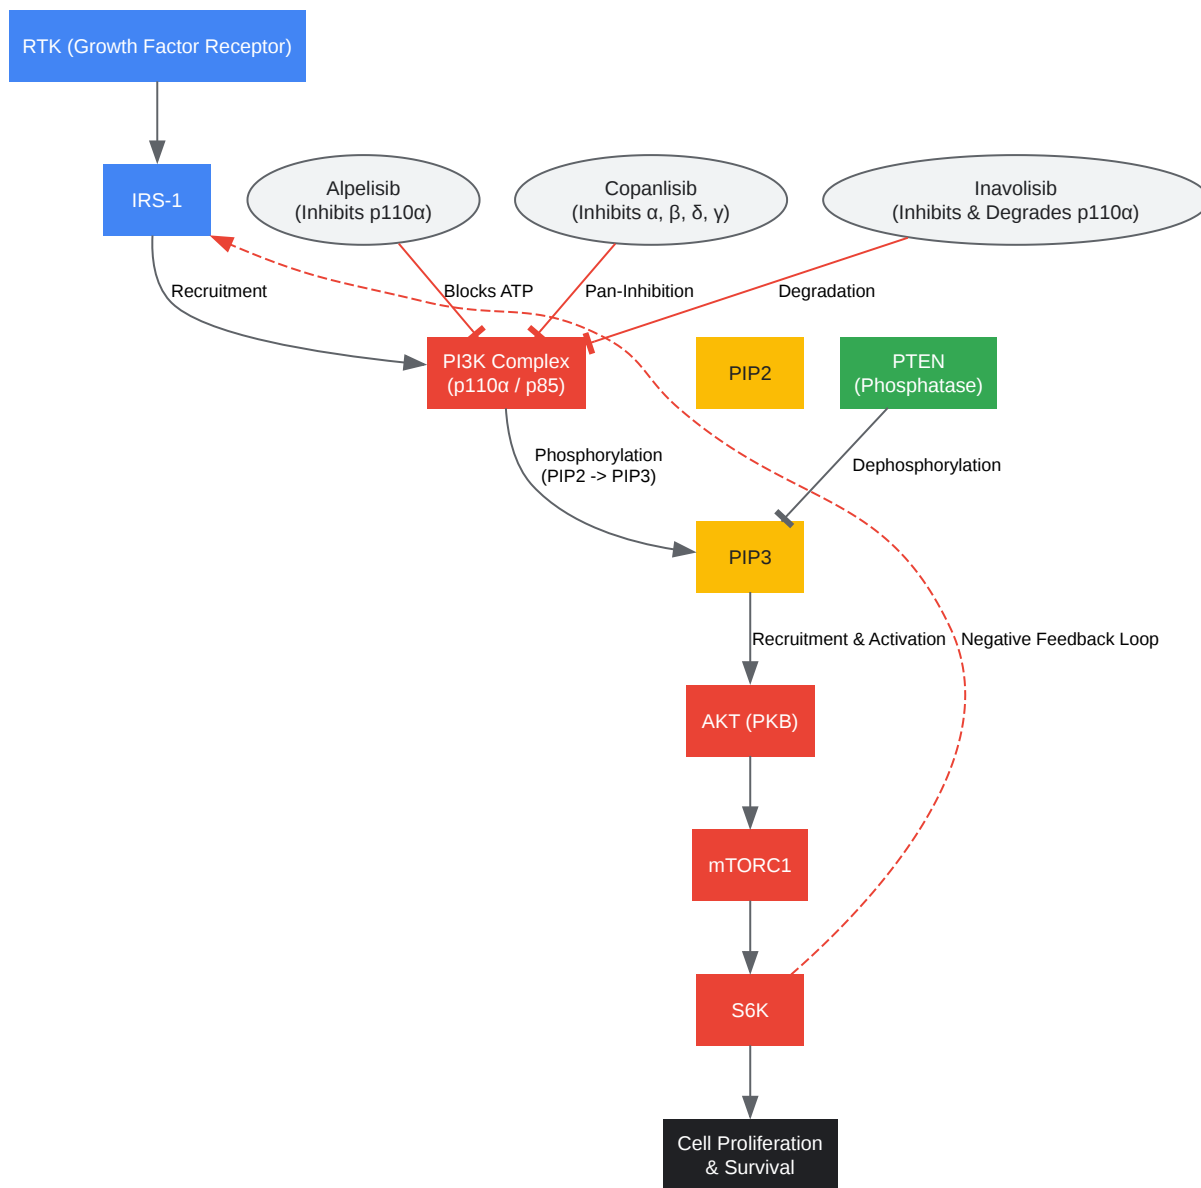 RTK (Growth Factor Receptor)
IRS-1
Alpelisib
(Inhibits p110α)
Copanlisib
(Inhibits α, β, δ, γ)
Inavolisib
(Inhibits & Degrades p110α)
Recruitment
Blocks ATP
Pan-Inhibition
Degradation
PI3K Complex
(p110α / p85)
PIP2
PTEN
(Phosphatase)
Phosphorylation
(PIP2 -> PIP3)
Dephosphorylation
PIP3
Recruitment & Activation
Negative Feedback Loop
AKT (PKB)
mTORC1
S6K
Cell Proliferation
& Survival